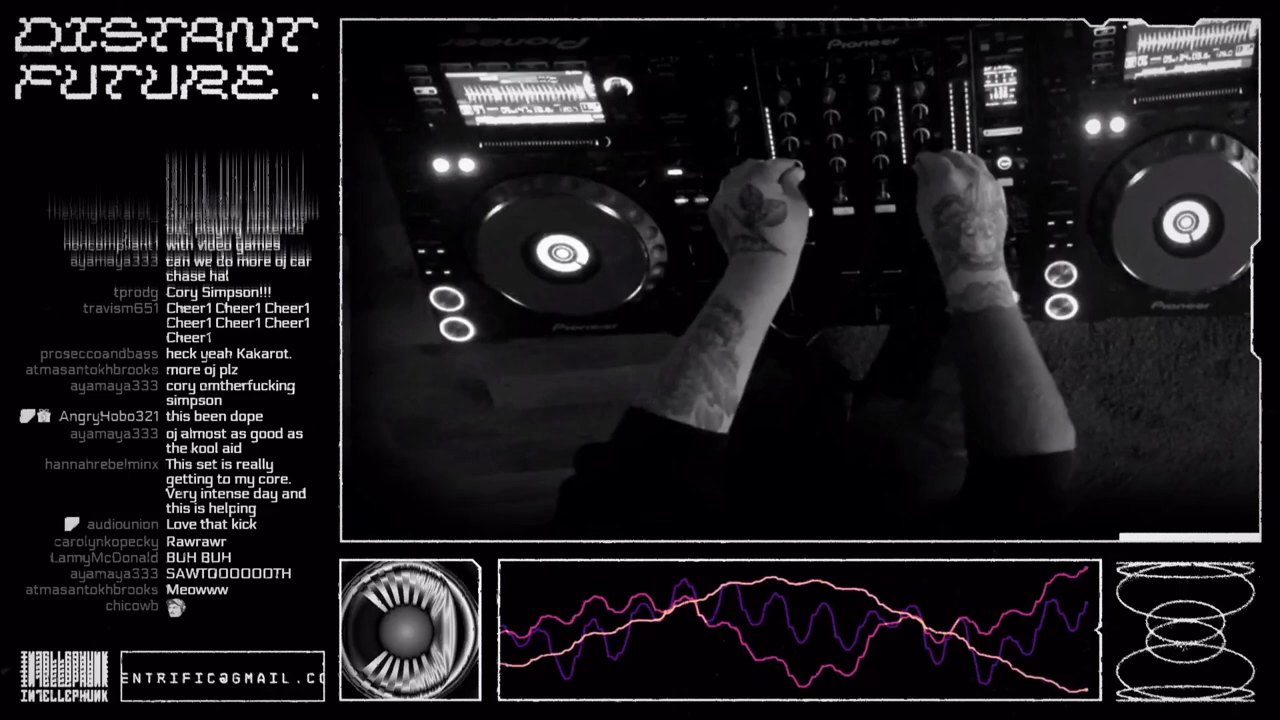 DISTANT
FUTURE .
Pioneer
Pioneer
with video games
ayamaya333 can we do more oj car
chase ha!
tprodg Cory Simpson!!!
travism651 Cheer1 Cheer1 Cheer1
Cheer1 Cheer1 Cheer1
Cheer1
proseccoandbass heck yeah Kakarot.
atmasantokhbrooks more oj plz
ayamaya333 cory emtherfucking
simpson
AngryHobo321 this been dope
ayamaya333 oj almost as good as
the kool aid
hannahrebelminx This set is really
getting to my core.
Very intense day and
this is helping
audiounion Love that kick
carolynkopecky Rawrawr
LannyMcDonald BUH BUH
ayamaya333 SAWTOOOOOOTH
atmasantokhbrooks Meowww
chicowb
Pioneer
Pioneer
INTELLEPHUNK
ENTRIFIC@GMAIL.CO